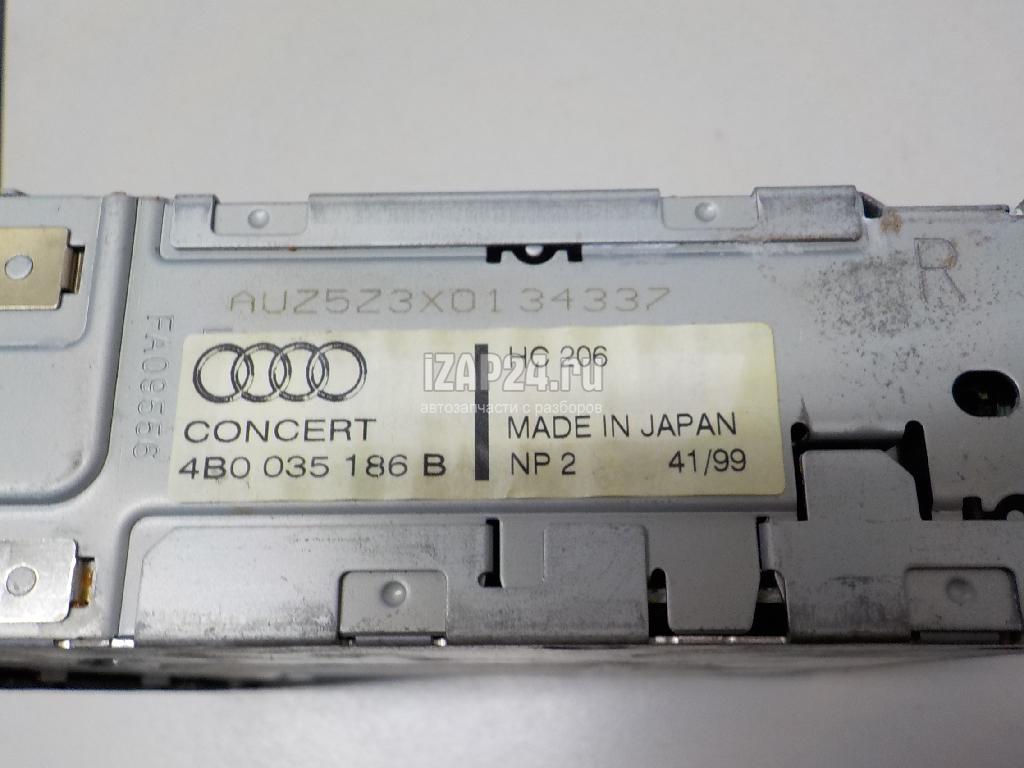 AUZ5Z3X0134337
R
FA09556
HC 206
iZAP24.ru
автозапчасти с разборов
CONCERT
MADE IN JAPAN
4B0 035 186 B
NP 2 41/99